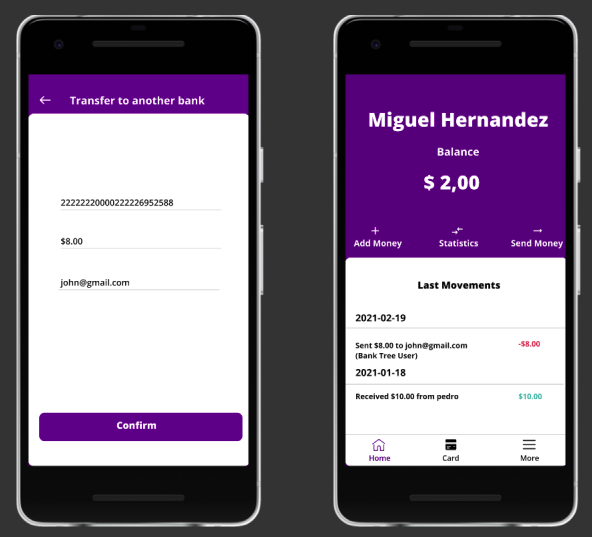 Transfer to another bank
22222220000222226952588
$8.00
john@gmail.com
Confirm
Miguel Hernandez
Balance
$ 2,00
Add Money
Statistics
Send Money
Last Movements
2021-02-19
Sent $8.00 to john@gmail.com
(Bank Tree User)
-$8.00
2021-01-18
Received $10.00 from pedro
$10.00
Home
Card
More